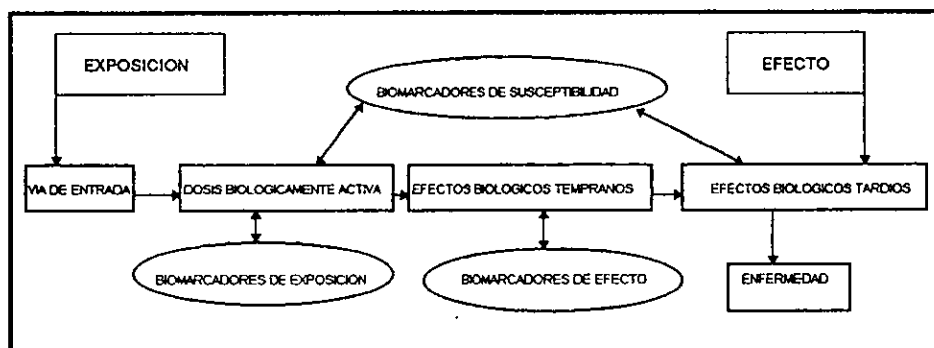 EXPOSICION
EFECTO
BIOMARCADORES DE SUSCEPTIBILIDAD
VIA DE ENTRADA
DOSIS BIOLOGICAMENTE ACTIVA
EFECTOS BIOLOGICOS TEMPRANOS
EFECTOS BIOLOGICOS TARDIOS
BIOMARCADORES DE EXPOSICION
BIOMARCADORES DE EFECTO
ENFERMEDAD